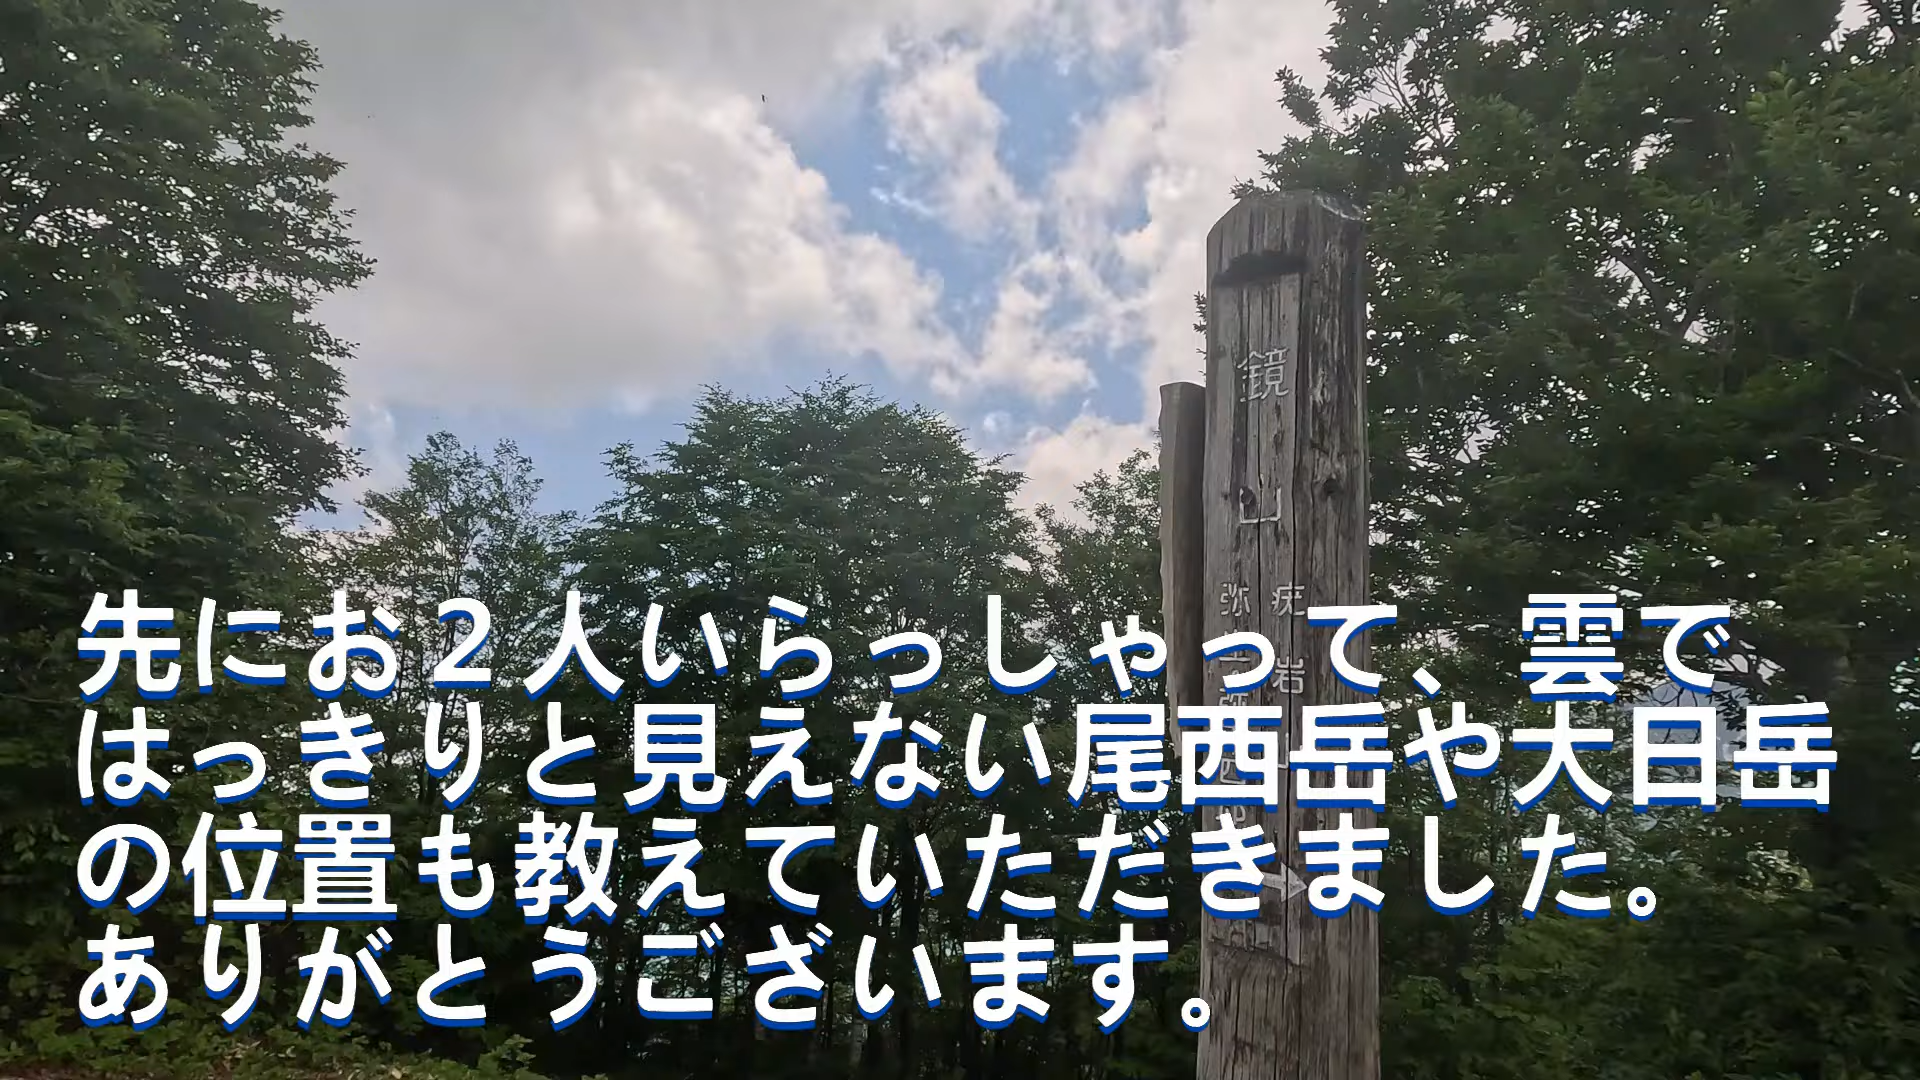 鏡山
疣岩
先にお２人いらっしゃって、雲で
はっきりと見えない尾西岳や大日岳
の位置も教えていただきました。
ありがとうございます。